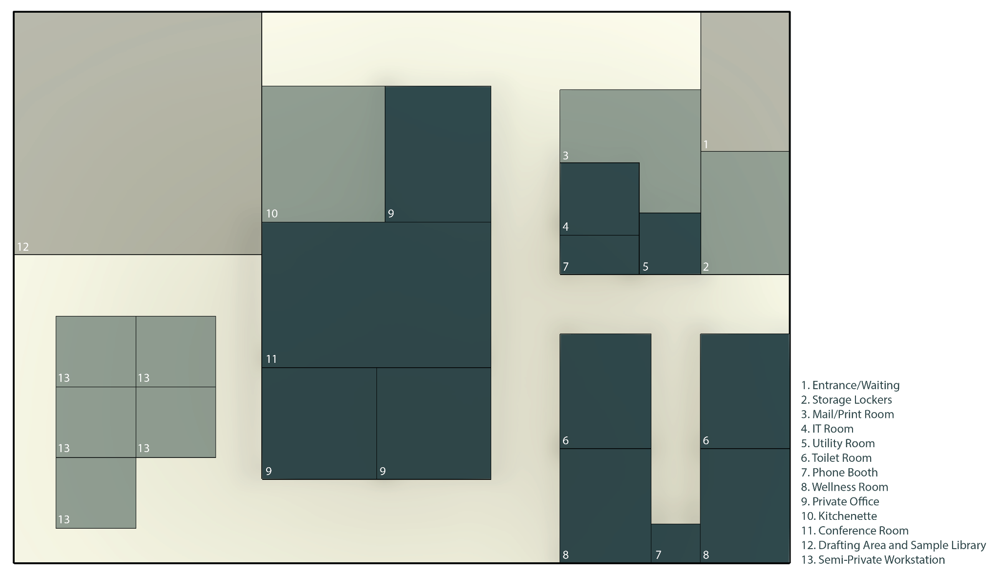 1
3
10
9
4
12
7
5
2
11
13
13
6
6
13
13
9
9
13
8
7
8
1. Entrance/Waiting
2. Storage Lockers
3. Mail/Print Room
4. IT Room
5. Utility Room
6. Toilet Room
7. Phone Booth
8. Wellness Room
9. Private Office
10. Kitchenette
11. Conference Room
12. Drafting Area and Sample Library
13. Semi-Private Workstation